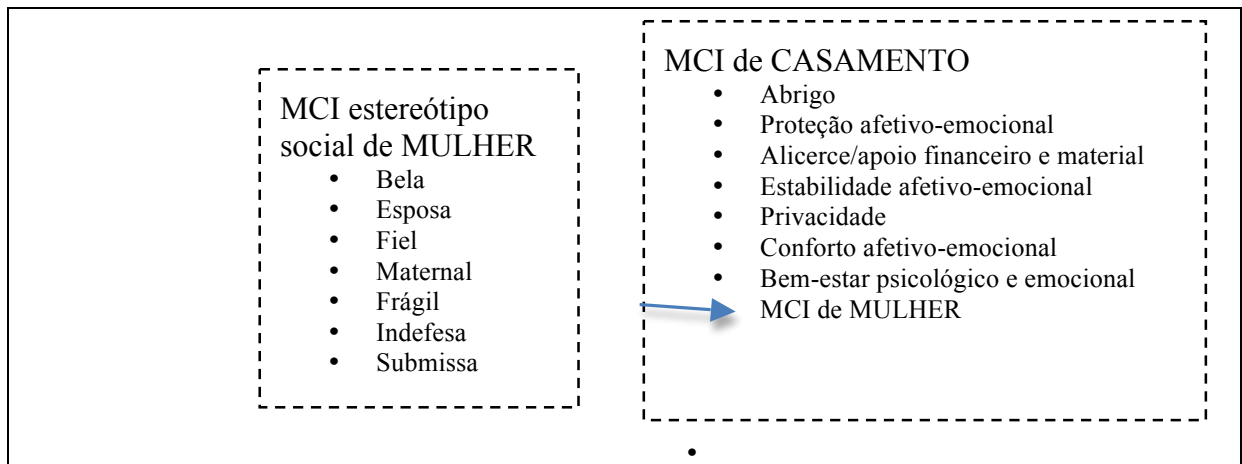 MCI estereótipo
social de MULHER
• Bela
• Esposa
• Fiel
• Maternal
• Frágil
• Indefesa
• Submissa
MCI de CASAMENTO
• Abrigo
• Proteção afetivo-emocional
• Alicerce/apoio financeiro e material
• Estabilidade afetivo-emocional
• Privacidade
• Conforto afetivo-emocional
• Bem-estar psicológico e emocional
MCI de MULHER
•